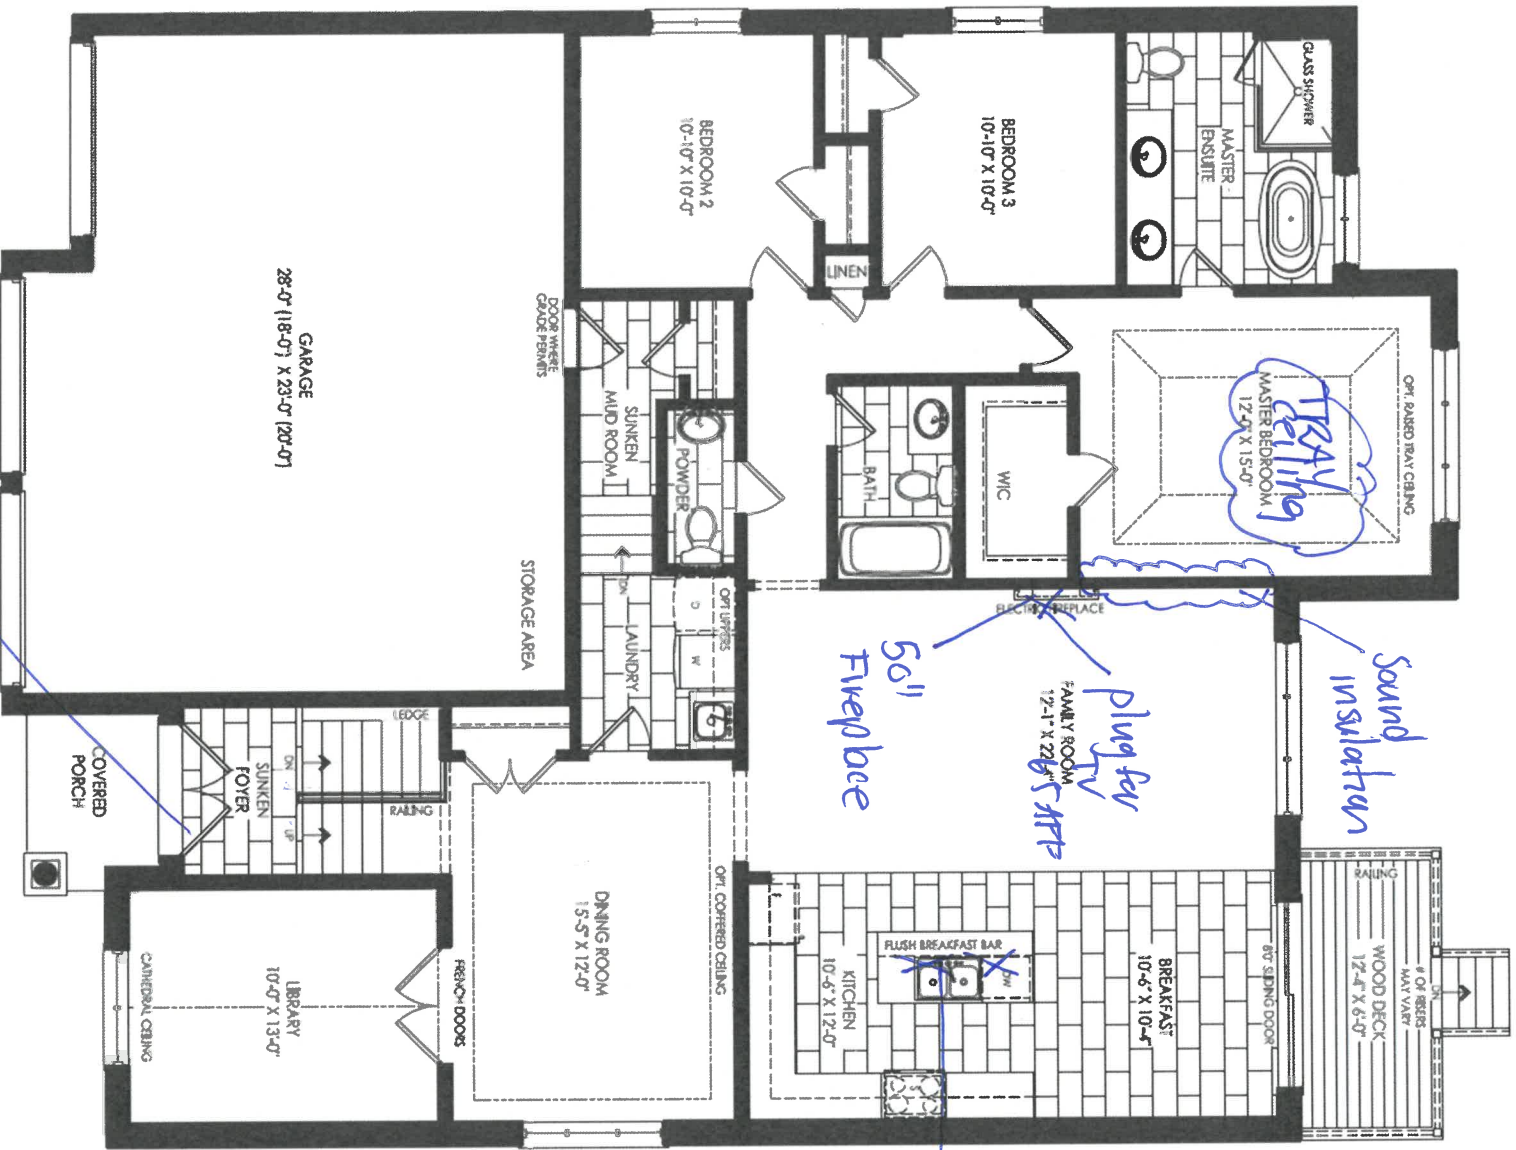 GLASS SHOWER
MASTER
ENSUITE
BEDROOM 3
10'-10" X 10'-0"
BEDROOM 2
10'-10" X 10'-0"
LINEN
OPT. RAISED TRAY CEILING
MASTER BEDROOM
12'-0" X 15'-0"
TRAY
Ceiling
WIC
BATH
POWDER
SUNKEN
MUD ROOM
DOOR WHERE
GRADE PERMITS
GARAGE
28'-0" (18'-0") X 23'-0" (20'-0")
STORAGE AREA
DN
OPT UPPERS
D
W
LAUNDRY
ELECTRIC FIREPLACE
50"
Fireplace
plug for
TV
65 AFF
FAMILY ROOM
12'-1" X 22'-4"
Sound
insulation
LEDGE
RAILING
DN
UP
SUNKEN
FOYER
COVERED
PORCH
OPT. COFFERED CEILING
DINING ROOM
15'-5" X 12'-0"
FRENCH DOORS
LIBRARY
10'-0" X 13'-0"
CATHEDRAL CEILING
F
FLUSH BREAKFAST BAR
DW
KITCHEN
10'-6" X 12'-0"
S
BREAKFAST
10'-6" X 10'-6"
8'0" SLIDING DOOR
RAILING
WOOD DECK
12'-4" X 6'-0"
# OF RISERS
MAY VARY
DN